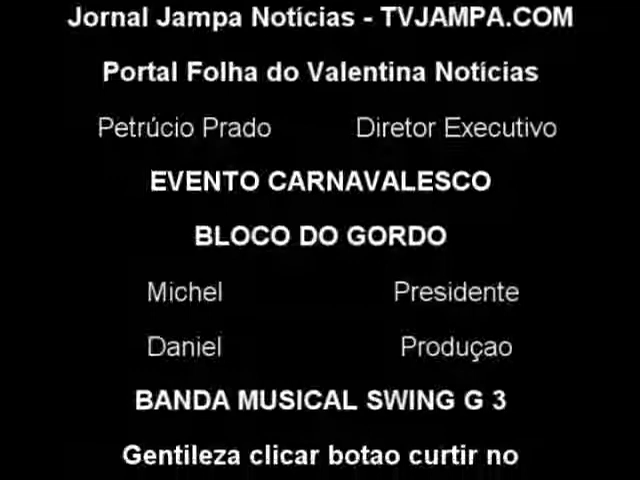 Jornal Jampa Notícias - TVJAMPA.COM
Portal Folha do Valentina Notícias
Petrúcio Prado Diretor Executivo
EVENTO CARNAVALESCO
BLOCO DO GORDO
Michel Presidente
Daniel Produçao
BANDA MUSICAL SWING G 3
Gentileza clicar botao curtir no